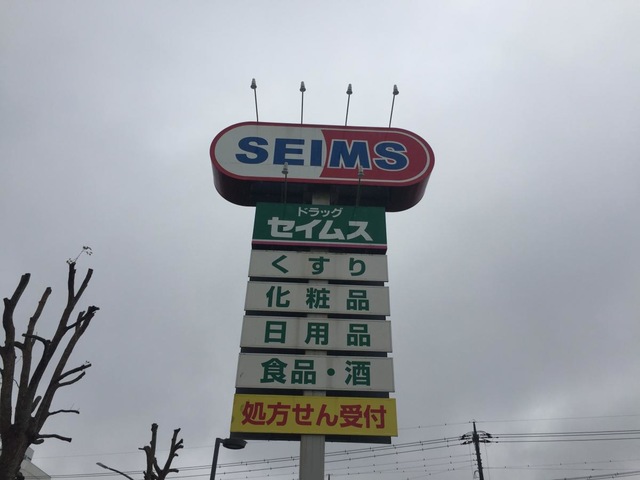 SEIMS
ドラッグ
セイムス
くすり
化粧品
日用品
食品・酒
処方せん受付